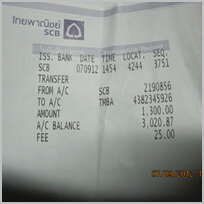 ไทยพาณิชย์
SCB
ISS. BANK DATE TIME LOCAT. SEQ.
SCB 070912 1454 4244 3751
TRANSFER
FROM A/C SCB 2190856
TO A/C TMBA 4382345926
AMOUNT 1,300.00
A/C BALANCE 3,020.87
FEE 25.00